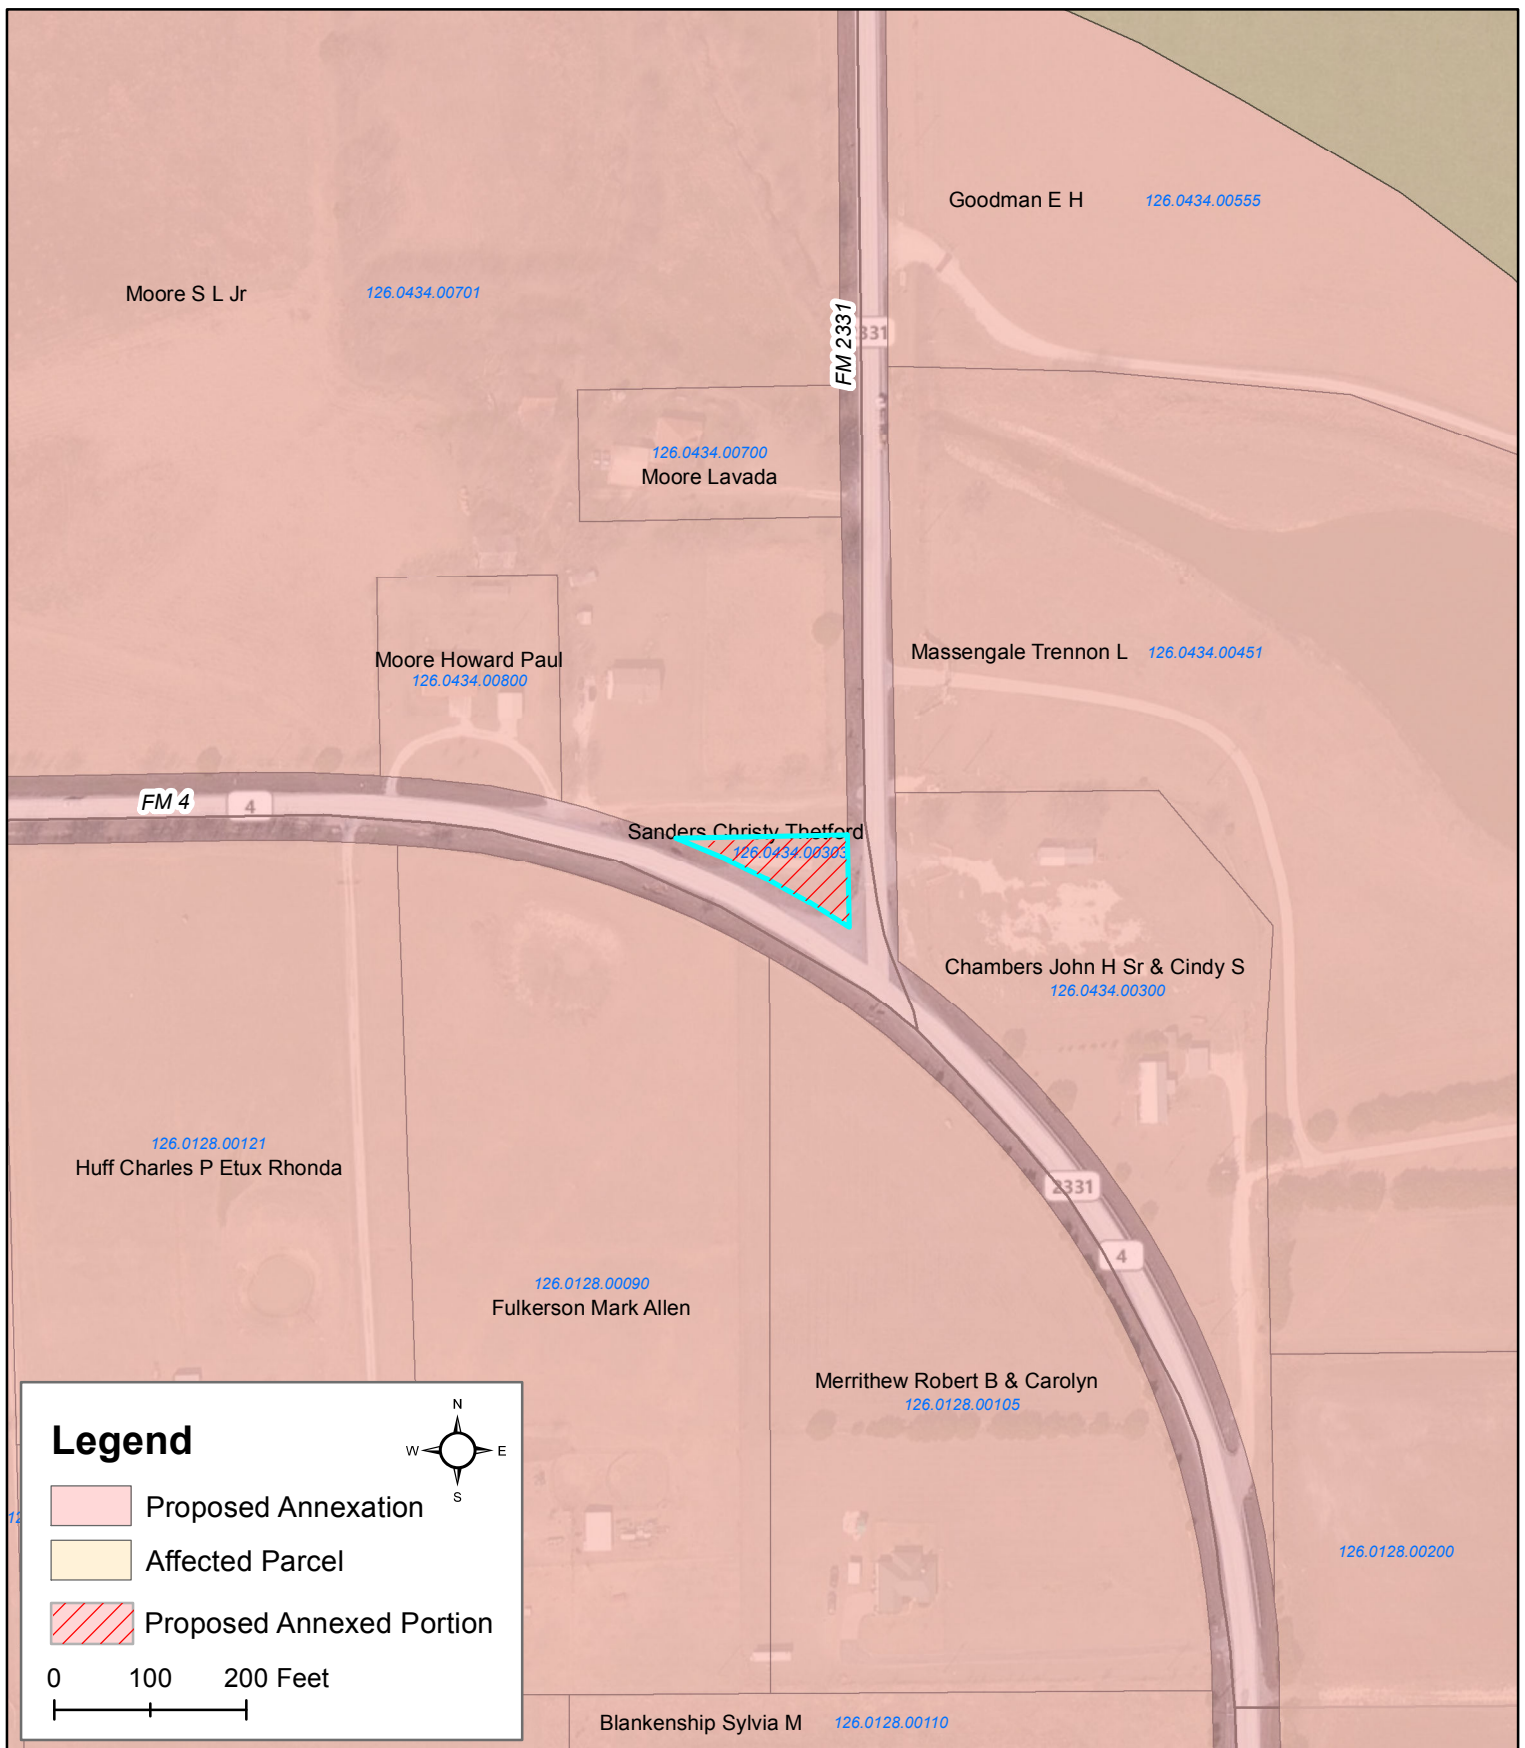 Goodman E H 126.0434.00555
Moore S L Jr 126.0434.00701
FM 2331
331
126.0434.00700
Moore Lavada
Massengale Trennon L 126.0434.00451
Moore Howard Paul
126.0434.00800
FM 4
4
Sanders Christy Thetford
126.0434.00303
Chambers John H Sr & Cindy S
126.0434.00300
126.0128.00121
Huff Charles P Etux Rhonda
2331
4
126.0128.00090
Fulkerson Mark Allen
Merrithew Robert B & Carolyn
126.0128.00105
126.0128.00200
Blankenship Sylvia M 126.0128.00110
12
Legend
N
W E
S
Proposed Annexation
Affected Parcel
Proposed Annexed Portion
0 100 200 Feet